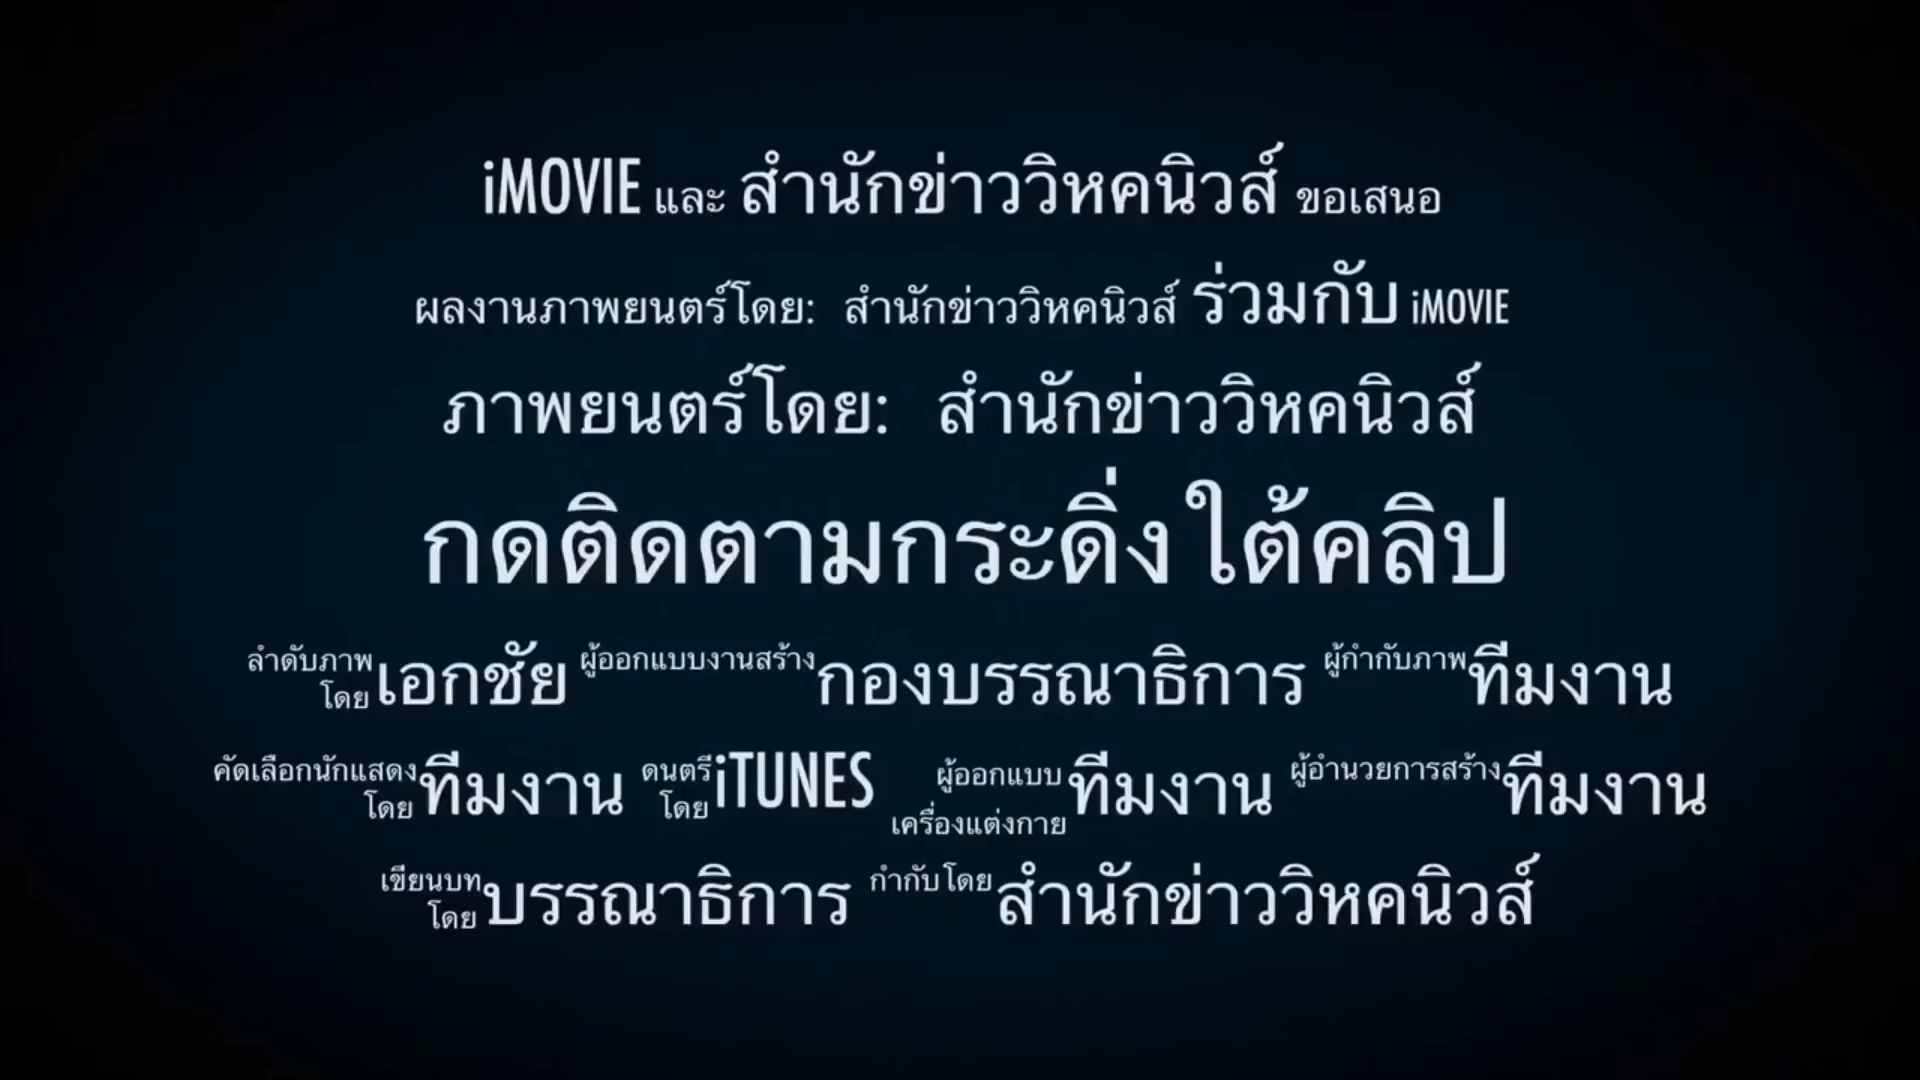 iMOVIE และ สำนักข่าววิหคนิวส์ ขอเสนอ
ผลงานภาพยนตร์โดย: สำนักข่าววิหคนิวส์ ร่วมกับ iMOVIE
ภาพยนตร์โดย: สำนักข่าววิหคนิวส์
กดติดตามกระดิ่งใต้คลิป
ลำดับภาพโดย เอกชัย ผู้ออกแบบงานสร้าง กองบรรณาธิการ ผู้กำกับภาพ ทีมงาน
คัดเลือกนักแสดงโดย ทีมงาน ดนตรีโดย iTUNES ผู้ออกแบบเครื่องแต่งกาย ทีมงาน ผู้อำนวยการสร้าง ทีมงาน
เขียนบทโดย บรรณาธิการ กำกับโดย สำนักข่าววิหคนิวส์